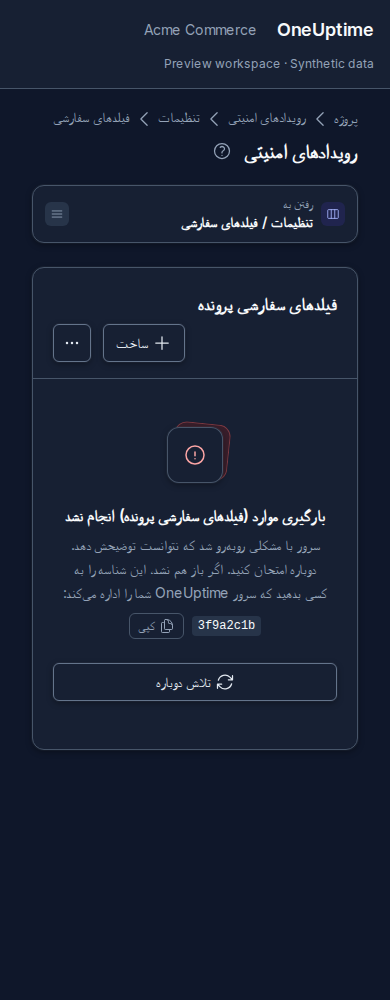 OneUptime Acme Commerce
Preview workspace · Synthetic data
پروژه
رویدادهای امنیتی
تنظیمات
فیلدهای سفارشی
رویدادهای امنیتی
رفتن به
تنظیمات / فیلدهای سفارشی
فیلدهای سفارشی پرونده
ساخت
بارگیری موارد (فیلدهای سفارشی پرونده) انجام نشد
سرور با مشکلی روبه‌رو شد که نتوانست توضیحش دهد.
دوباره امتحان کنید. اگر باز هم نشد، این شناسه را به
کسی بدهید که سرور OneUptime شما را اداره می‌کند:
3f9a2c1b
کپی
تلاش دوباره